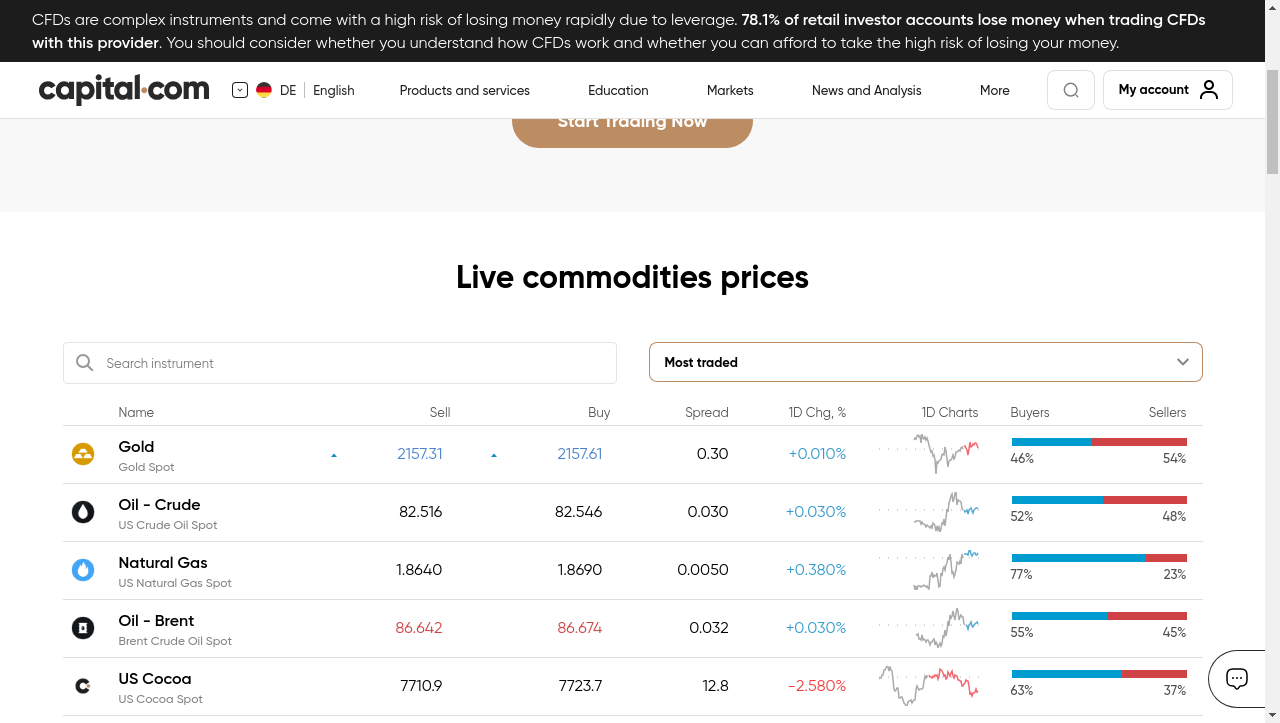 CFDs are complex instruments and come with a high risk of losing money rapidly due to leverage. 78.1% of retail investor accounts lose money when trading CFDs
with this provider. You should consider whether you understand how CFDs work and whether you can afford to take the high risk of losing your money.
capital.com DE English Products and services Education Markets News and Analysis More My account
Start Trading Now
Live commodities prices
Search instrument Most traded
Name Sell Buy Spread 1D Chg, % 1D Charts Buyers Sellers
Gold 2157.31 2157.61 0.30 +0.010%
Gold Spot 46% 54%
Oil - Crude 82.516 82.546 0.030 +0.030%
US Crude Oil Spot 52% 48%
Natural Gas 1.8640 1.8690 0.0050 +0.380%
US Natural Gas Spot 77% 23%
Oil - Brent 86.642 86.674 0.032 +0.030%
Brent Crude Oil Spot 55% 45%
US Cocoa 7710.9 7723.7 12.8 -2.580%
US Cocoa Spot 63% 37%